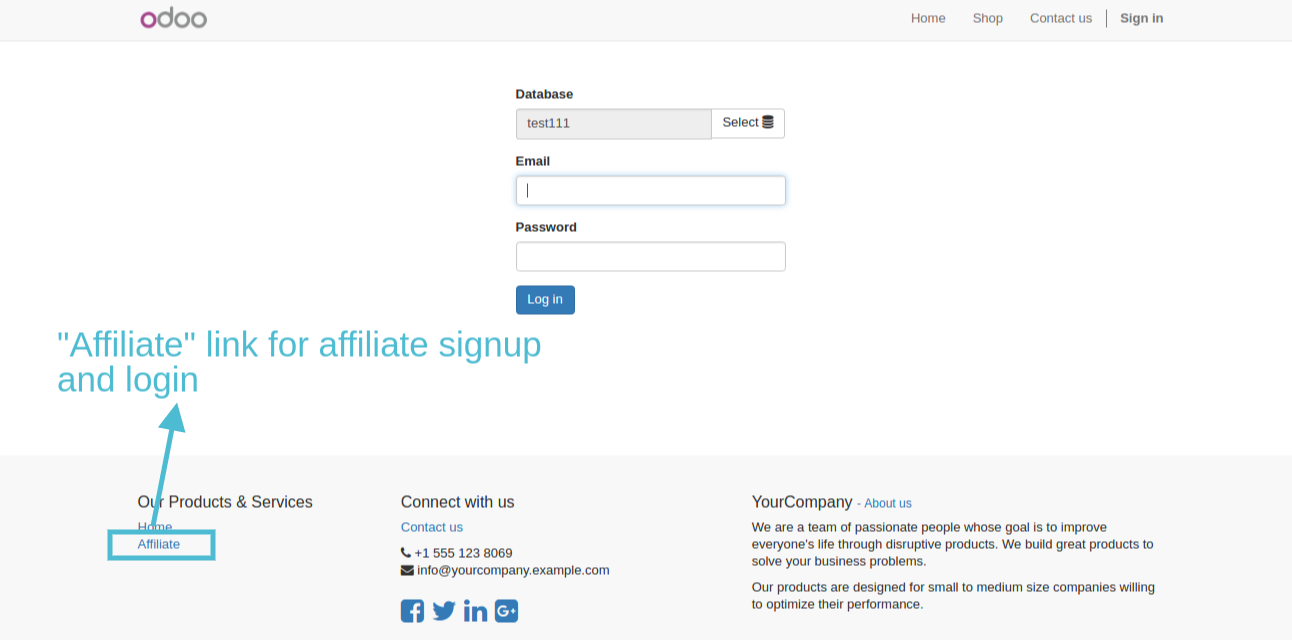 odoo
Home Shop Contact us Sign in
Database
test111 Select
Email
Password
Log in
"Affiliate" link for affiliate signup
and login
Our Products & Services
Home
Affiliate
Connect with us
Contact us
+1 555 123 8069
info@yourcompany.example.com
G+
YourCompany - About us
We are a team of passionate people whose goal is to improve
everyone's life through disruptive products. We build great products to
solve your business problems.
Our products are designed for small to medium size companies willing
to optimize their performance.